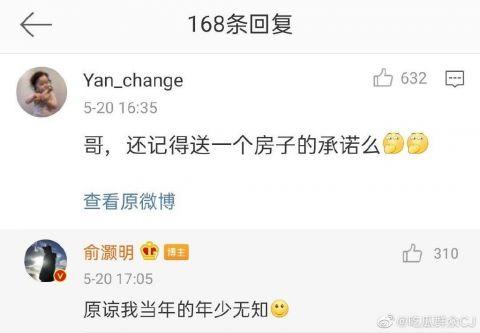 168条回复
Yan_change
632
5-20 16:35
哥，还记得送一个房子的承诺么
查看原微博
俞灏明
博主
310
5-20 17:05
原谅我当年的年少无知
@吃瓜群众CJ